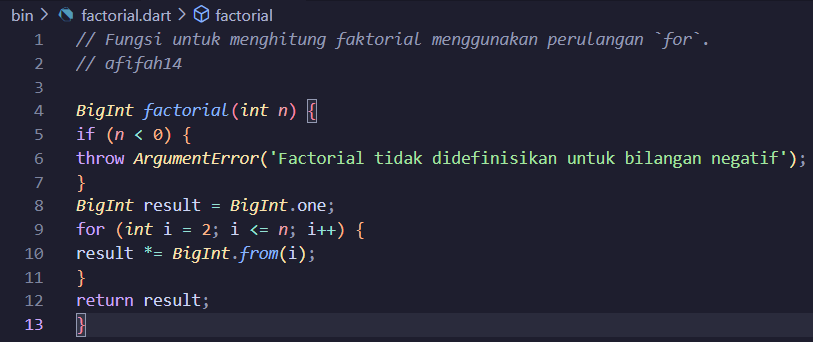 bin > factorial.dart > factorial
1 // Fungsi untuk menghitung faktorial menggunakan perulangan `for`.
2 // afifah14
3
4 BigInt factorial(int n) {
5 if (n < 0) {
6 throw ArgumentError('Factorial tidak didefinisikan untuk bilangan negatif');
7 }
8 BigInt result = BigInt.one;
9 for (int i = 2; i <= n; i++) {
10 result *= BigInt.from(i);
11 }
12 return result;
13 }